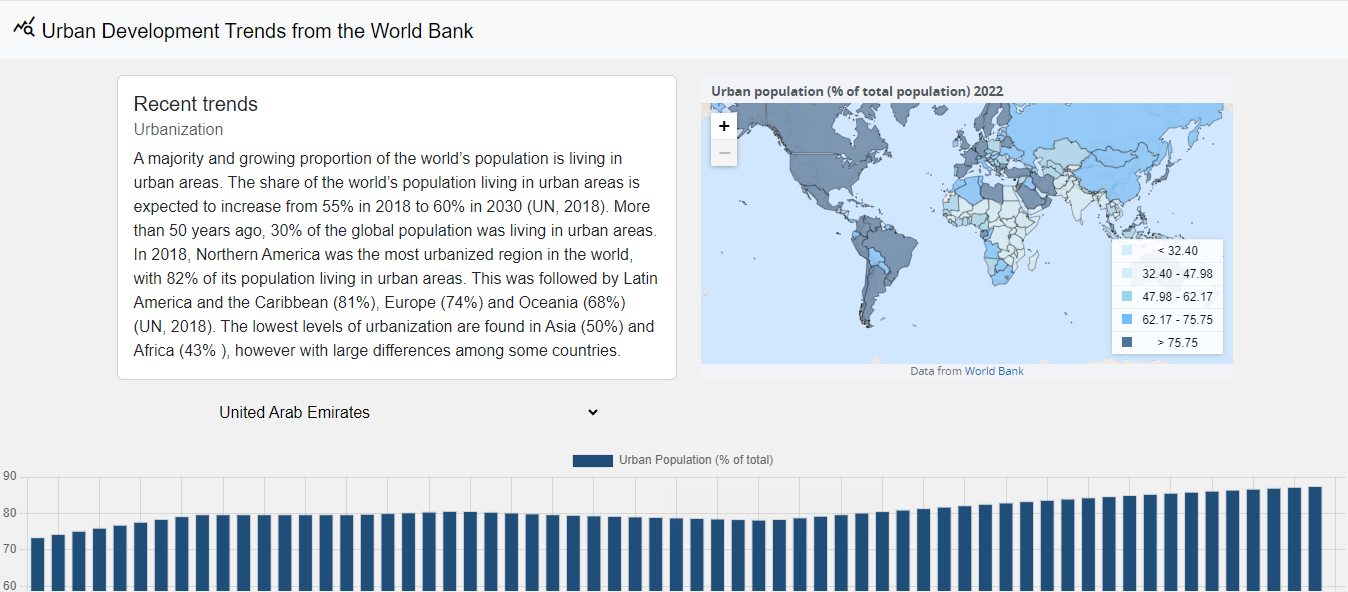 Urban Development Trends from the World Bank
Recent trends
Urbanization
A majority and growing proportion of the world’s population is living in
urban areas. The share of the world’s population living in urban areas is
expected to increase from 55% in 2018 to 60% in 2030 (UN, 2018). More
than 50 years ago, 30% of the global population was living in urban areas.
In 2018, Northern America was the most urbanized region in the world,
with 82% of its population living in urban areas. This was followed by Latin
America and the Caribbean (81%), Europe (74%) and Oceania (68%)
(UN, 2018). The lowest levels of urbanization are found in Asia (50%) and
Africa (43% ), however with large differences among some countries.
Urban population (% of total population) 2022
+
−
< 32.40
32.40 - 47.98
47.98 - 62.17
62.17 - 75.75
> 75.75
Data from World Bank
United Arab Emirates
Urban Population (% of total)
90
80
70
60